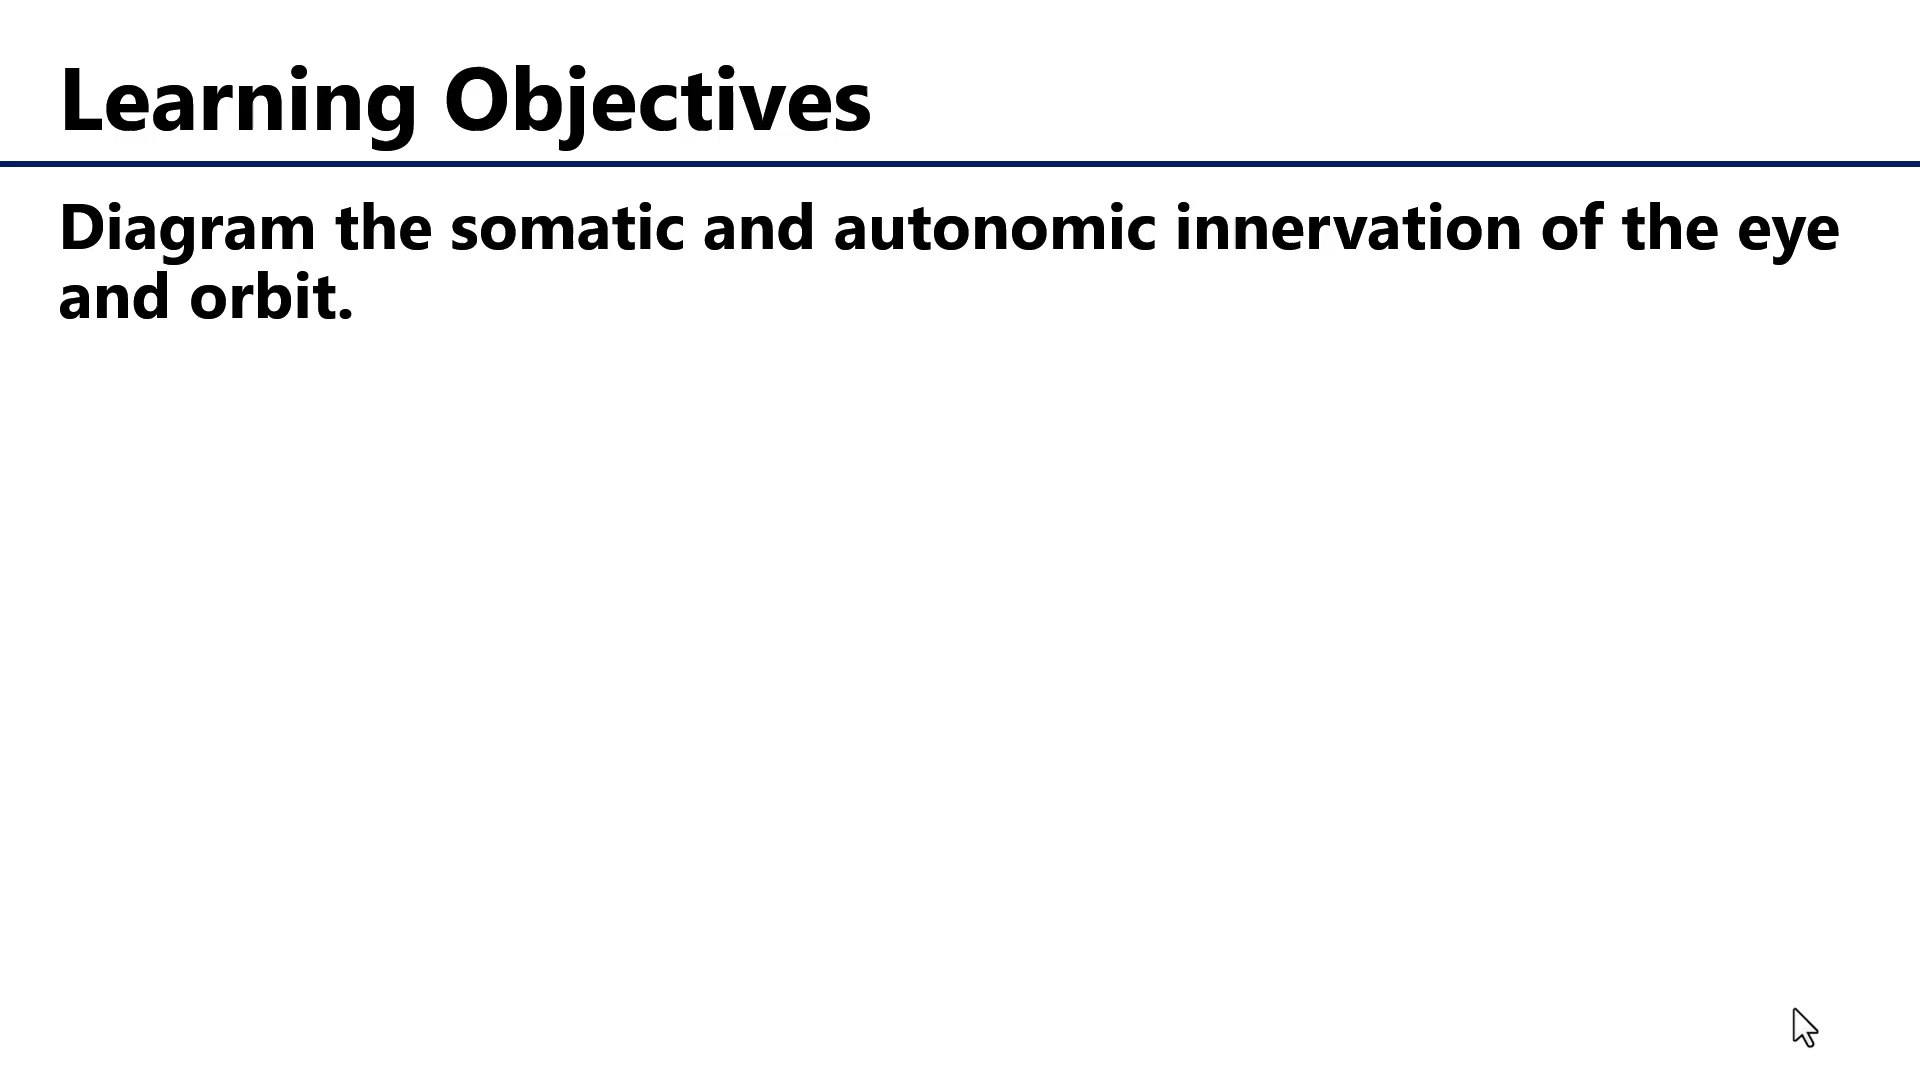 Learning Objectives
Diagram the somatic and autonomic innervation of the eye
and orbit.